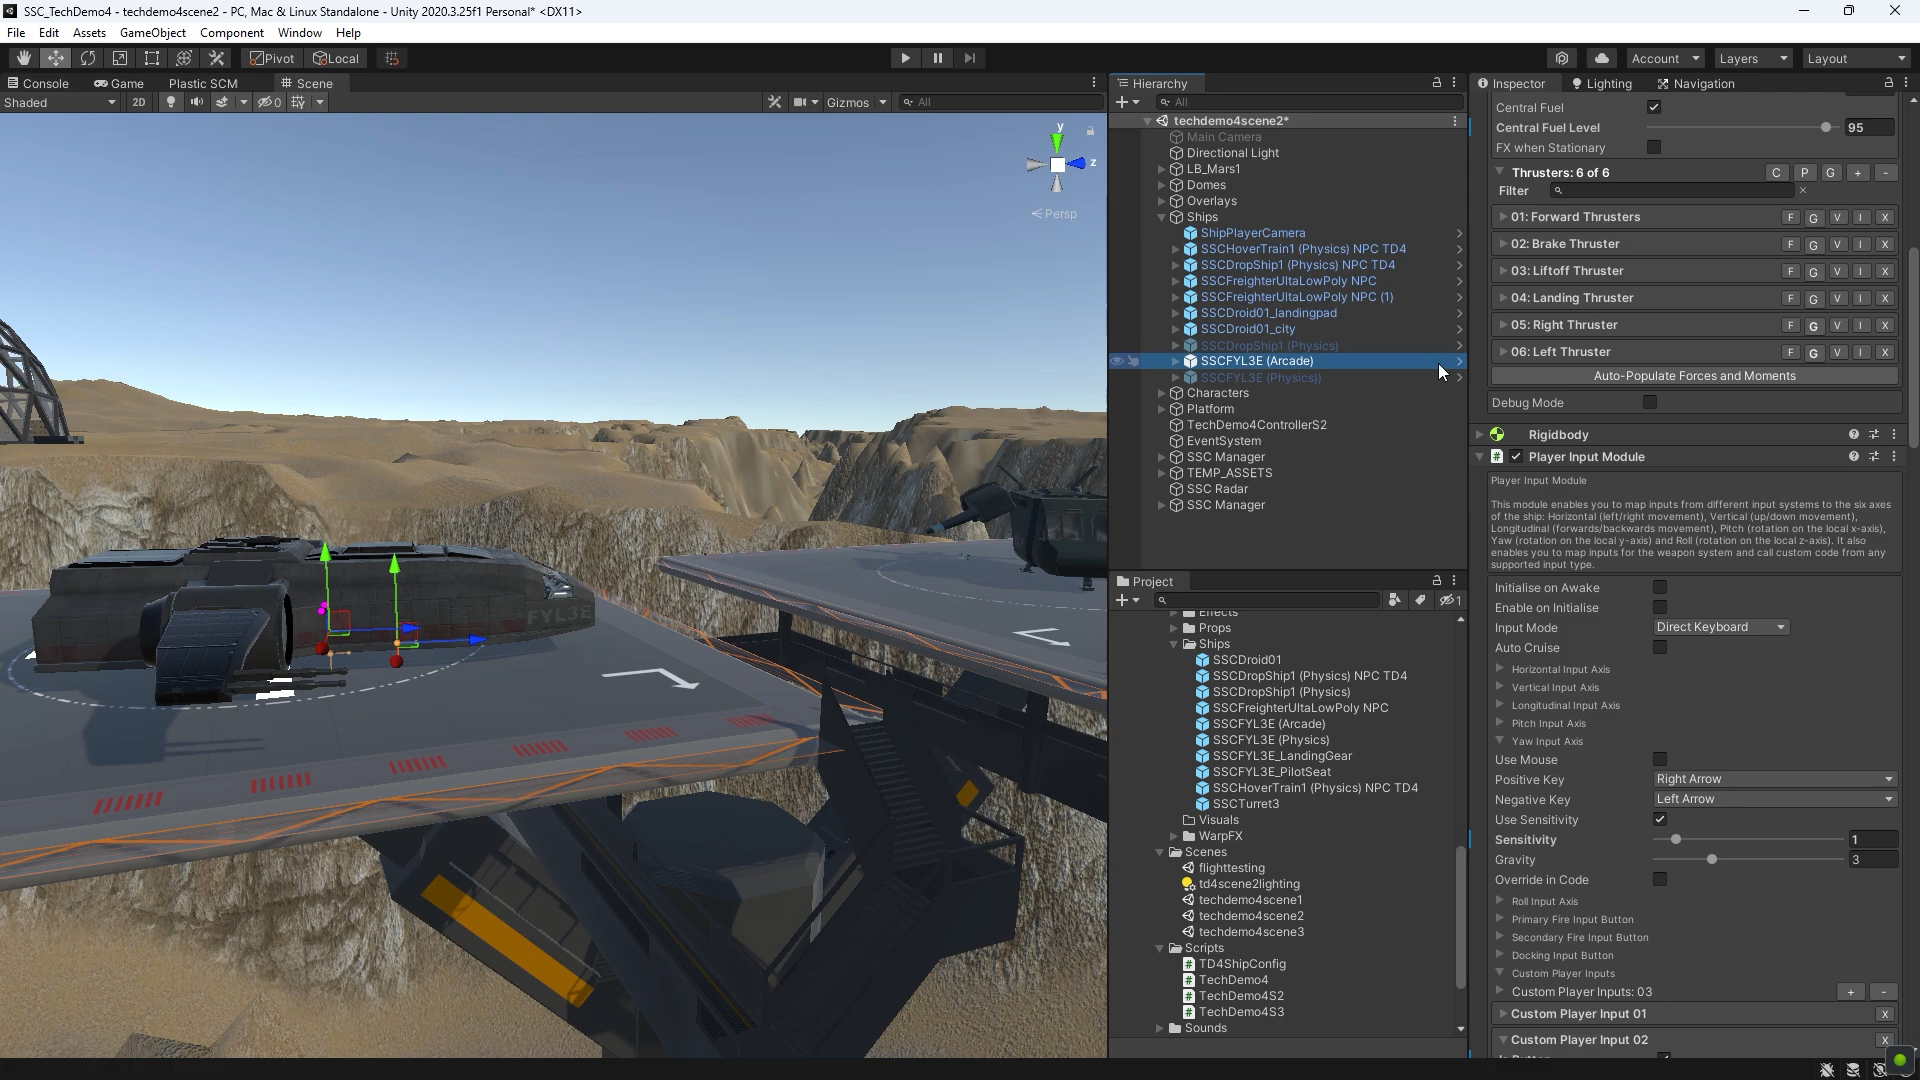 SSC_TechDemo4 - techdemo4scene2 - PC, Mac & Linux Standalone - Unity 2020.3.25f1 Personal* <DX11>
File Edit Assets GameObject Component Window Help
Pivot Local Account Layers Layout
Console Game Plastic SCM Scene
Shaded 2D 0 Gizmos All
y
z
< Persp
FYL3E
Hierarchy
All
techdemo4scene2*
Main Camera
Directional Light
LB_Mars1
Domes
Overlays
Ships
ShipPlayerCamera
SSCHoverTrain1 (Physics) NPC TD4
SSCDropShip1 (Physics) NPC TD4
SSCFreighterUltaLowPoly NPC
SSCFreighterUltaLowPoly NPC (1)
SSCDroid01_landingpad
SSCDroid01_city
SSCDropShip1 (Physics)
SSCFYL3E (Arcade)
SSCFYL3E (Physics))
Characters
Platform
TechDemo4ControllerS2
EventSystem
SSC Manager
TEMP_ASSETS
SSC Radar
SSC Manager
Project
1
Effects
Props
Ships
SSCDroid01
SSCDropShip1 (Physics) NPC TD4
SSCDropShip1 (Physics)
SSCFreighterUltaLowPoly NPC
SSCFYL3E (Arcade)
SSCFYL3E (Physics)
SSCFYL3E_LandingGear
SSCFYL3E_PilotSeat
SSCHoverTrain1 (Physics) NPC TD4
SSCTurret3
Visuals
WarpFX
Scenes
flighttesting
td4scene2lighting
techdemo4scene1
techdemo4scene2
techdemo4scene3
Scripts
TD4ShipConfig
TechDemo4
TechDemo4S2
TechDemo4S3
Sounds
Inspector Lighting Navigation
Central Fuel
Central Fuel Level 95
FX when Stationary
Thrusters: 6 of 6 C P G + -
Filter ×
01: Forward Thrusters F G V I X
02: Brake Thruster F G V I X
03: Liftoff Thruster F G V I X
04: Landing Thruster F G V I X
05: Right Thruster F G V I X
06: Left Thruster F G V I X
Auto-Populate Forces and Moments
Debug Mode
Rigidbody
Player Input Module
Player Input Module
This module enables you to map inputs from different input systems to the six axes
of the ship: Horizontal (left/right movement), Vertical (up/down movement),
Longitudinal (forwards/backwards movement), Pitch (rotation on the local x-axis),
Yaw (rotation on the local y-axis) and Roll (rotation on the local z-axis). It also
enables you to map inputs for the weapon system and call custom code from any
supported input type.
Initialise on Awake
Enable on Initialise
Input Mode Direct Keyboard
Auto Cruise
Horizontal Input Axis
Vertical Input Axis
Longitudinal Input Axis
Pitch Input Axis
Yaw Input Axis
Use Mouse
Positive Key Right Arrow
Negative Key Left Arrow
Use Sensitivity
Sensitivity 1
Gravity 3
Override in Code
Roll Input Axis
Primary Fire Input Button
Secondary Fire Input Button
Docking Input Button
Custom Player Inputs
Custom Player Inputs: 03 + -
Custom Player Input 01 X
Custom Player Input 02 X